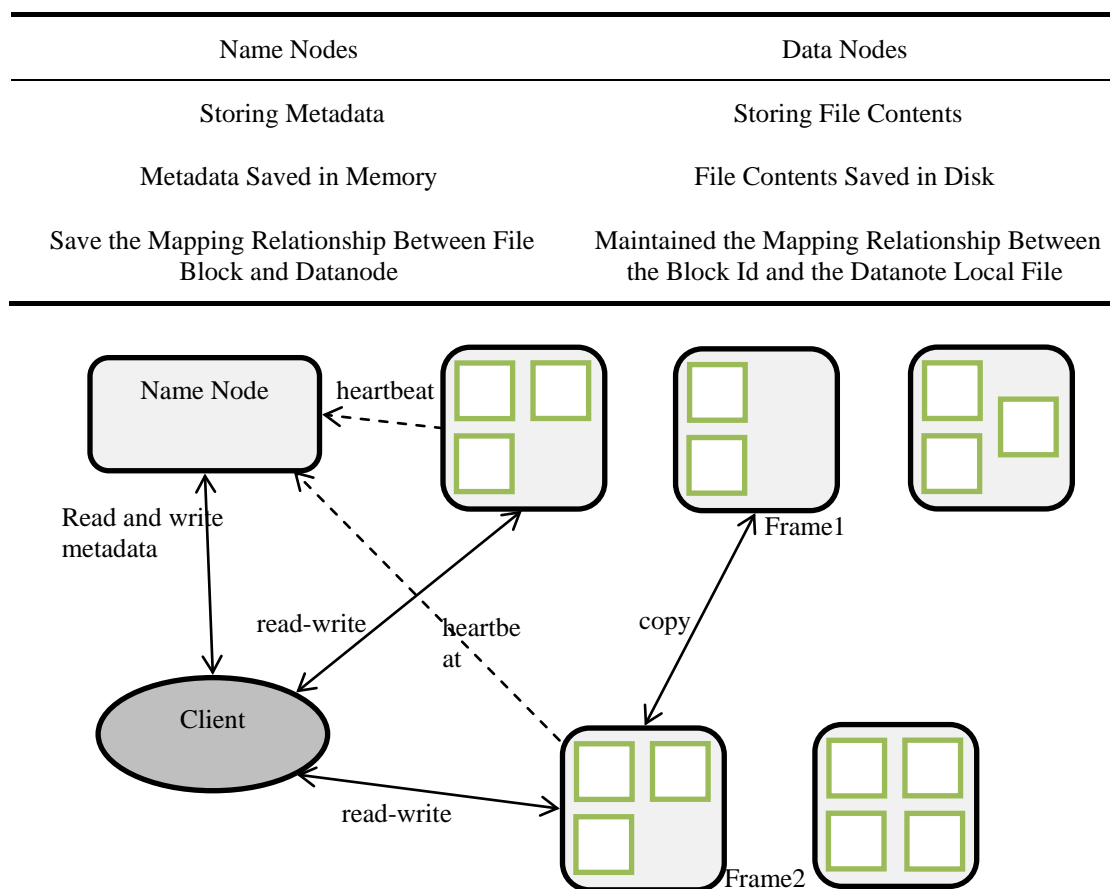 Name Nodes
Data Nodes
Storing Metadata
Storing File Contents
Metadata Saved in Memory
File Contents Saved in Disk
Save the Mapping Relationship Between File
Block and Datanode
Maintained the Mapping Relationship Between
the Block Id and the Datanote Local File
Name Node
heartbeat
Read and write
metadata
Frame1
read-write
heartbe
at
copy
Client
read-write
Frame2